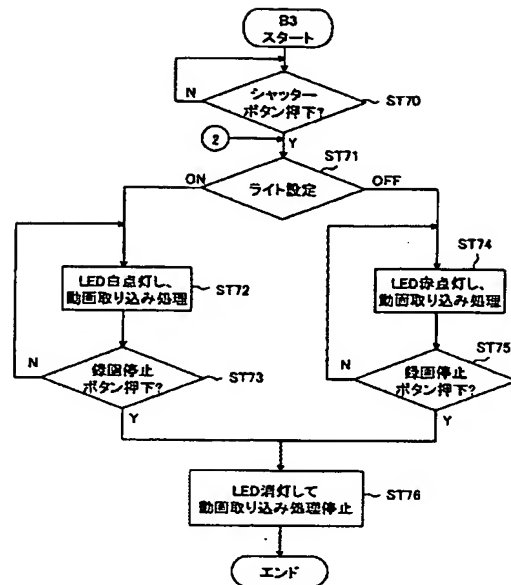 B3
スタート
シャッター
ボタン押下?
N
ST70
2
Y
ST71
ON
ライト設定
OFF
LED白点灯し、
動画取り込み処理
ST72
ST74
LED赤点灯し、
動画取り込み処理
N
録画停止
ボタン押下?
ST73
Y
N
録画停止
ボタン押下?
ST75
Y
LED消灯して
動画取り込み処理停止
ST76
エンド